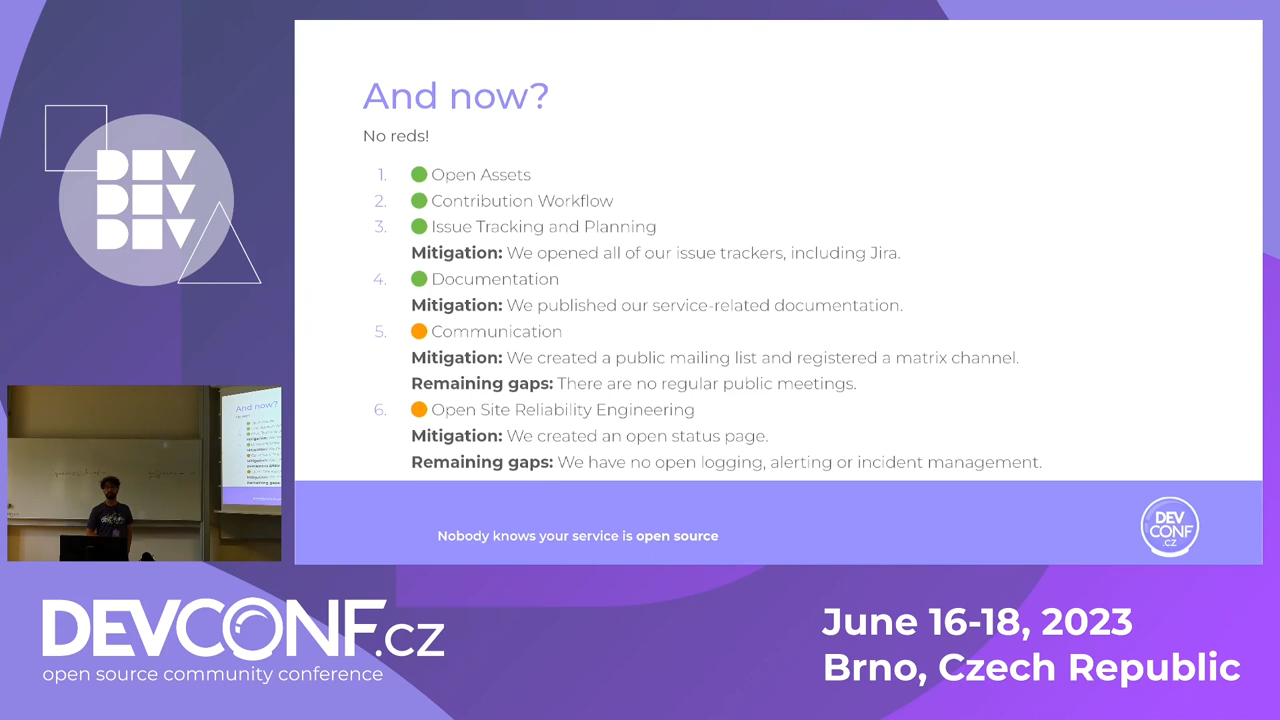 And now?
No reds!
1. Open Assets
2. Contribution Workflow
3. Issue Tracking and Planning
Mitigation: We opened all of our issue trackers, including Jira.
4. Documentation
Mitigation: We published our service-related documentation.
5. Communication
Mitigation: We created a public mailing list and registered a matrix channel.
Remaining gaps: There are no regular public meetings.
6. Open Site Reliability Engineering
Mitigation: We created an open status page.
Remaining gaps: We have no open logging, alerting or incident management.
Nobody knows your service is open source
DEV
CONF
.CZ
DEV
DEV
DEV
And now?
DEVCONF.cz
open source community conference
June 16-18, 2023
Brno, Czech Republic